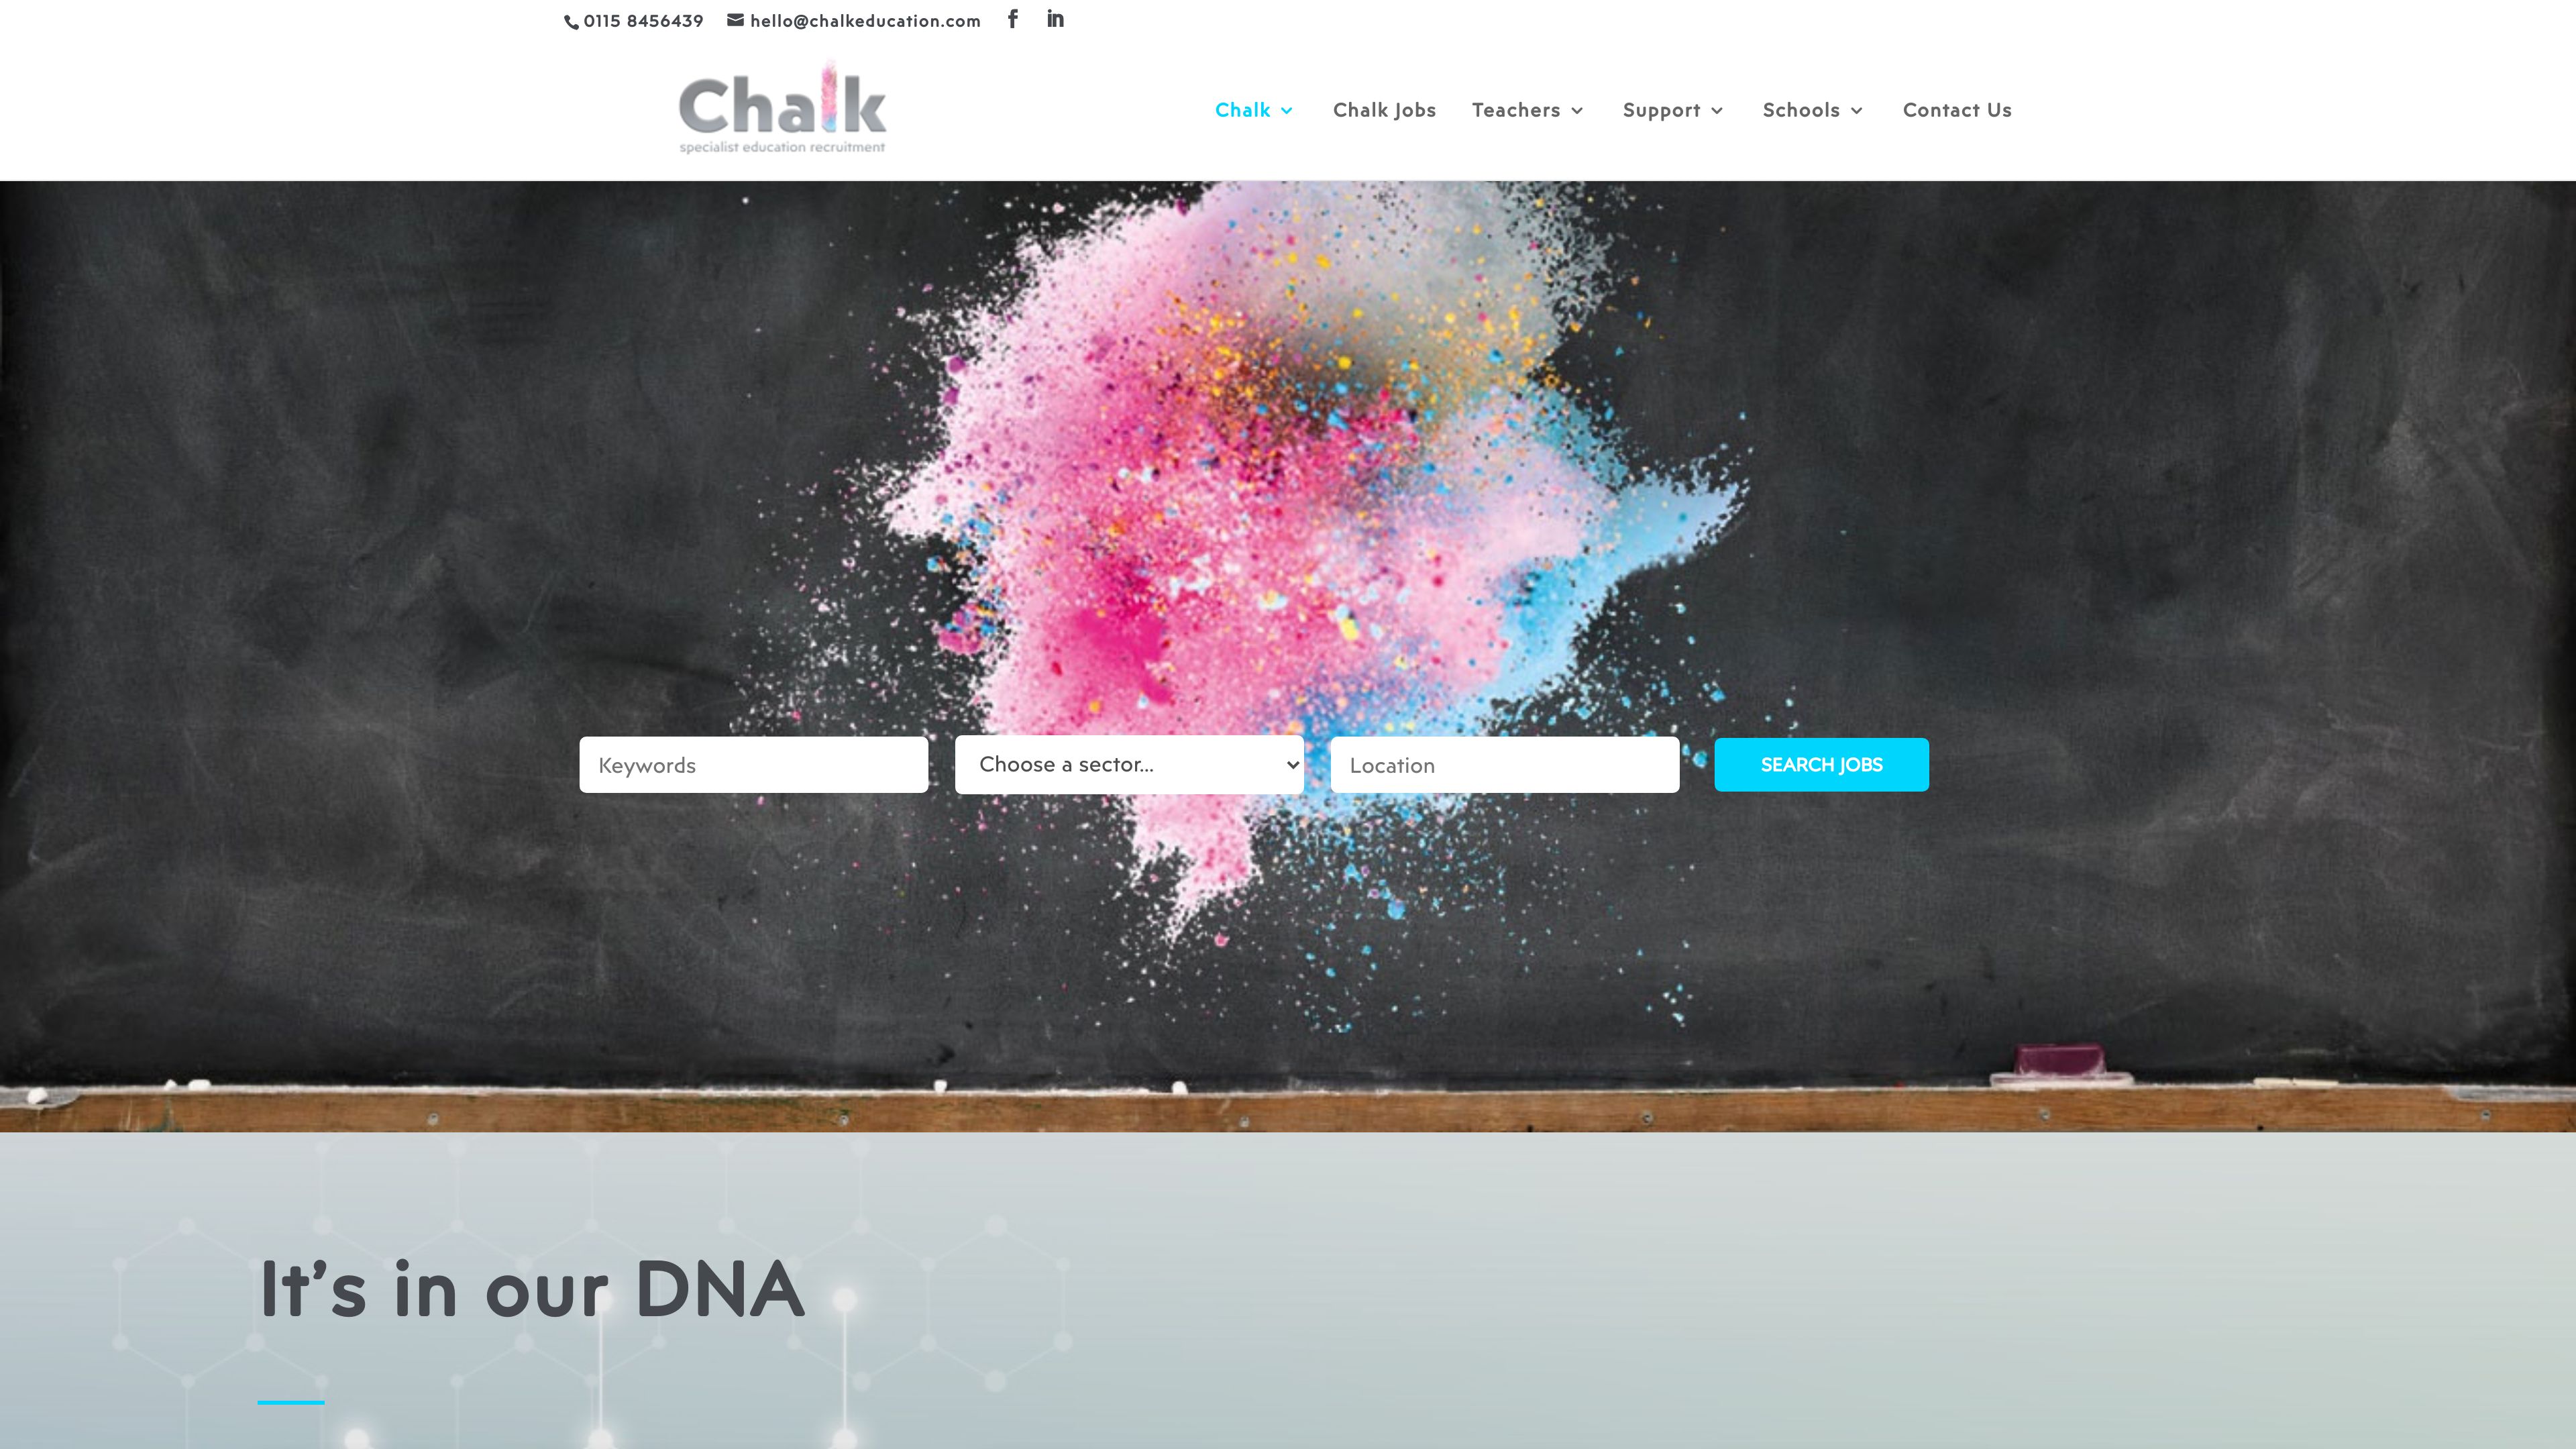 0115 8456439 hello@chalkeducation.com
Chalk
specialist education recruitment
Chalk Chalk Jobs Teachers Support Schools Contact Us
Keywords Choose a sector... Location SEARCH JOBS
It’s in our DNA